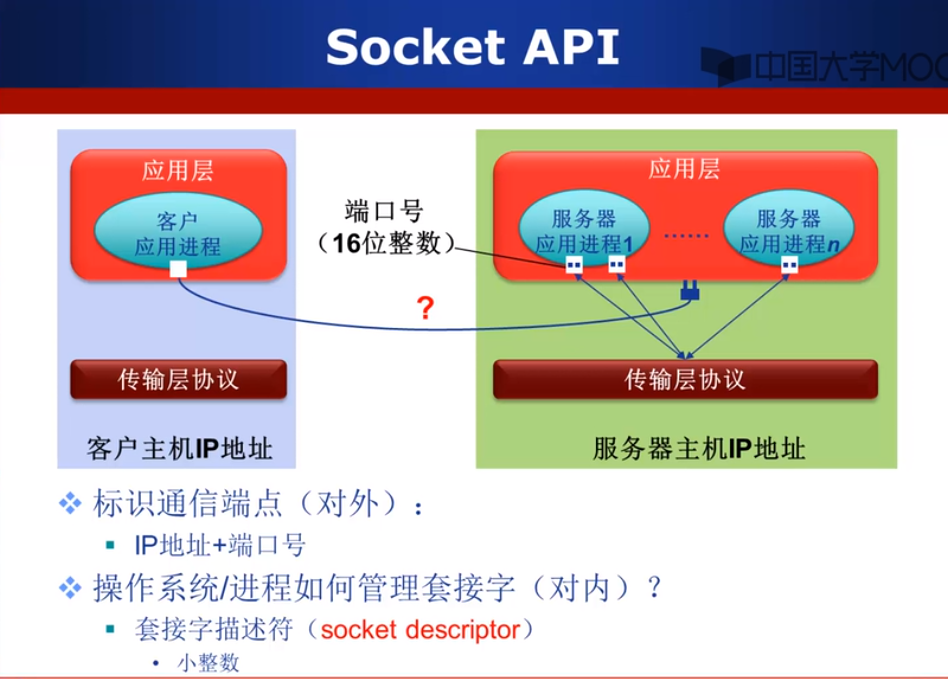 Socket API
中国大学MOO
应用层
客户
应用进程
端口号
（16位整数）
应用层
服务器
应用进程1
……
服务器
应用进程n
?
传输层协议
传输层协议
客户主机IP地址
服务器主机IP地址
标识通信端点（对外）：
IP地址+端口号
操作系统/进程如何管理套接字（对内）？
套接字描述符（socket descriptor）
小整数